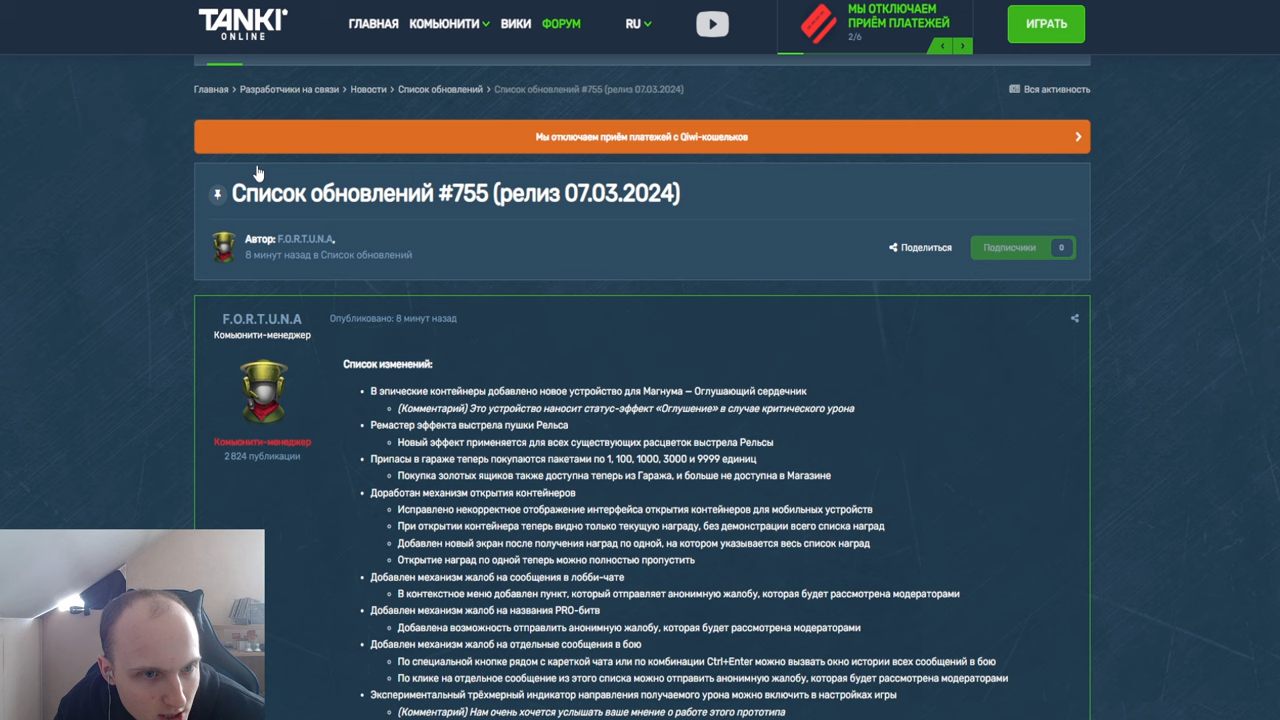 TANKI
ONLINE
ГЛАВНАЯ
КОМЬЮНИТИ
ВИКИ
ФОРУМ
RU
МЫ ОТКЛЮЧАЕМ
ПРИЁМ ПЛАТЕЖЕЙ
2/6
ИГРАТЬ
Главная > Разработчики на связи > Новости > Список обновлений > Список обновлений #755 (релиз 07.03.2024)
Вся активность
Мы отключаем приём платежей с Qiwi-кошельков
Список обновлений #755 (релиз 07.03.2024)
Автор: F.O.R.T.U.N.A,
8 минут назад в Список обновлений
Поделиться
Подписчики 0
F.O.R.T.U.N.A
Комьюнити-менеджер
Комьюнити-менеджер
2 824 публикации
Опубликовано: 8 минут назад
Список изменений:
В эпические контейнеры добавлено новое устройство для Магнума — Оглушающий сердечник
(Комментарий) Это устройство наносит статус-эффект «Оглушение» в случае критического урона
Ремастер эффекта выстрела пушки Рельса
Новый эффект применяется для всех существующих расцветок выстрела Рельсы
Припасы в гараже теперь покупаются пакетами по 1, 100, 1000, 3000 и 9999 единиц
Покупка золотых ящиков также доступна теперь из Гаража, и больше не доступна в Магазине
Доработан механизм открытия контейнеров
Исправлено некорректное отображение интерфейса открытия контейнеров для мобильных устройств
При открытии контейнера теперь видно только текущую награду, без демонстрации всего списка наград
Добавлен новый экран после получения наград по одной, на котором указывается весь список наград
Открытие наград по одной теперь можно полностью пропустить
Добавлен механизм жалоб на сообщения в лобби-чате
В контекстное меню добавлен пункт, который отправляет анонимную жалобу, которая будет рассмотрена модераторами
Добавлен механизм жалоб на названия PRO-битв
Добавлена возможность отправить анонимную жалобу, которая будет рассмотрена модераторами
Добавлен механизм жалоб на отдельные сообщения в бою
По специальной кнопке рядом с кареткой чата или по комбинации Ctrl+Enter можно вызвать окно истории всех сообщений в бою
По клике на отдельное сообщение из этого списка можно отправить анонимную жалобу, которая будет рассмотрена модераторами
Экспериментальный трёхмерный индикатор направления получаемого урона можно включить в настройках игры
(Комментарий) Нам очень хочется услышать ваше мнение о работе этого прототипа